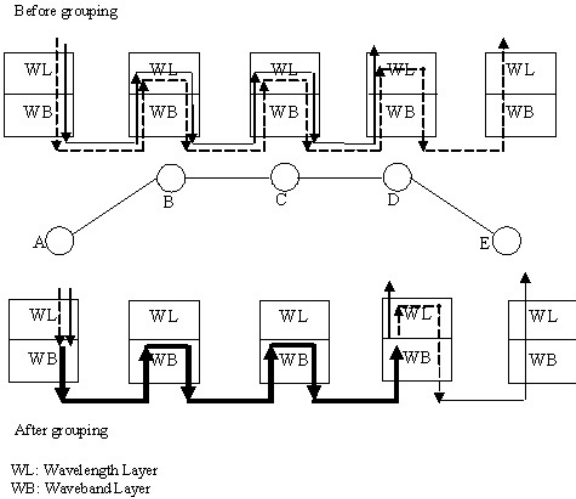 Before grouping
WL WL WL WL WL
WB WB WB WB WB
B C D
A E
WL WL WL WL WL
WB WB WB WB WB
After grouping
WL: Wavelength Layer
WB: Waveband Layer